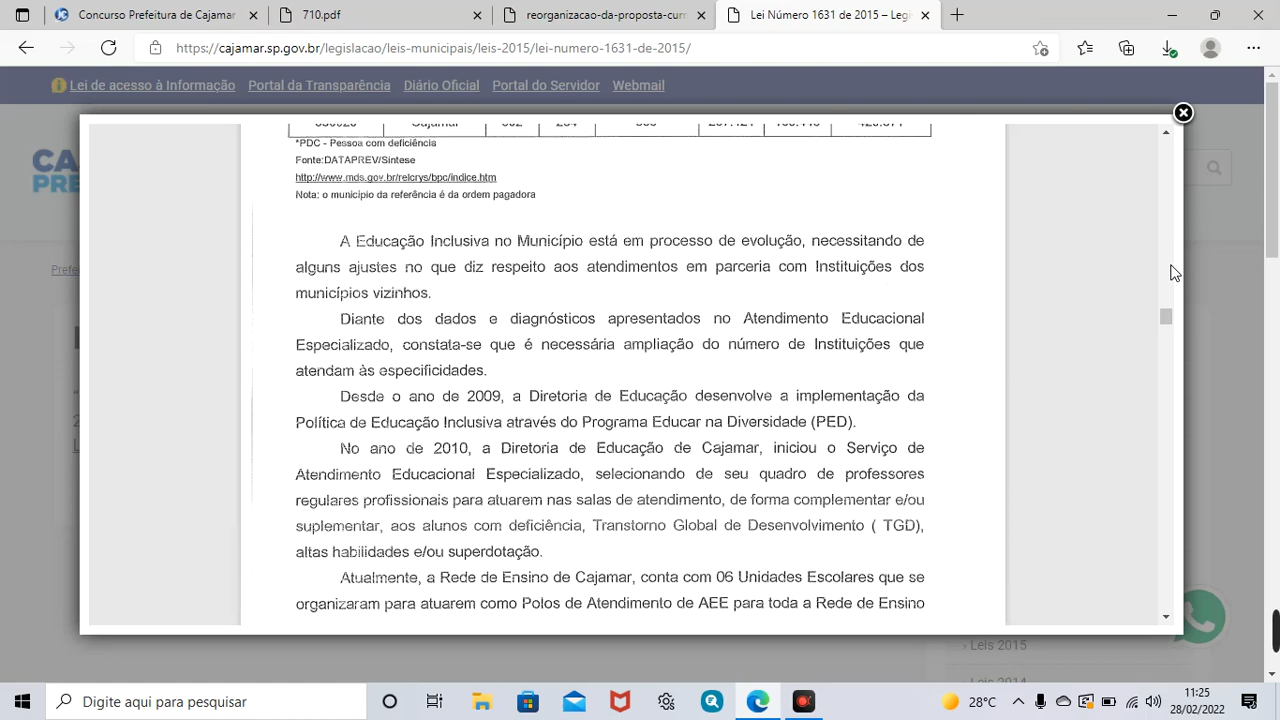 Concurso Prefeitura de Cajamar
reorganização-pedagogica-curr
2015 – Leg
https://cajamar.sp.gov.br/legislacao/leis-municipais/leis-2015/lei-numero-1631-de-2015/
Lei de acesso à Informação Portal da Transparência Diário Oficial Portal do Servidor Webmail
Cajamar
*PDC - Pessoa com deficiência
Fonte:DATAPREV/Síntese
http://www.mds.gov.br/relcrys/bpc/indice.htm
Nota: o município da referência é da ordem pagadora
A Educação Inclusiva no Município está em processo de evolução, necessitando de
alguns ajustes no que diz respeito aos atendimentos em parceria com Instituições dos
municípios vizinhos.
Diante dos dados e diagnósticos apresentados no Atendimento Educacional
Especializado, constata-se que é necessária ampliação do número de Instituições que
atendam às especificidades.
Desde o ano de 2009, a Diretoria de Educação desenvolve a implementação da
Política de Educação Inclusiva através do Programa Educar na Diversidade (PED).
No ano de 2010, a Diretoria de Educação de Cajamar, iniciou o Serviço de
Atendimento Educacional Especializado, selecionando de seu quadro de professores
regulares profissionais para atuarem nas salas de atendimento, de forma complementar e/ou
suplementar, aos alunos com deficiência, Transtorno Global de Desenvolvimento ( TGD),
altas habilidades e/ou superdotação.
Atualmente, a Rede de Ensino de Cajamar, conta com 06 Unidades Escolares que se
organizaram para atuarem como Polos de Atendimento de AEE para toda a Rede de Ensino
CA
PRE
Prefe
› Leis 2015
› Leis 2014
Digite aqui para pesquisar
28°C
11:25
28/02/2022